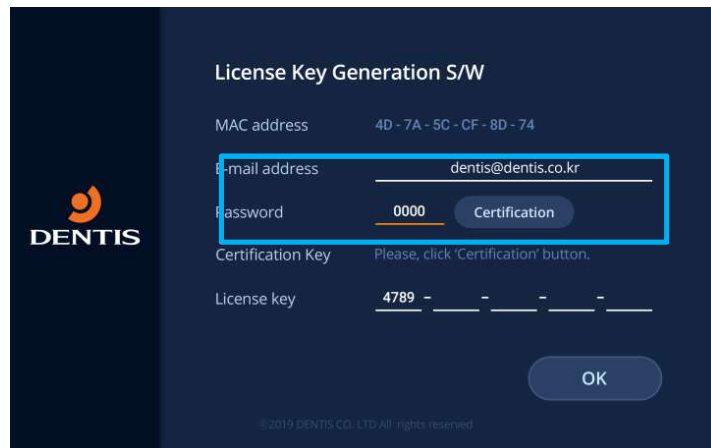 License Key Generation S/W
MAC address 4D - 7A - 5C - CF - 8D - 74
E-mail address dentis@dentis.co.kr
Password 0000 Certification
DENTIS
Certification Key Please, click 'Certification' button.
License key 4789 - - - -
OK
©2019 DENTIS CO. LTD All rights reserved